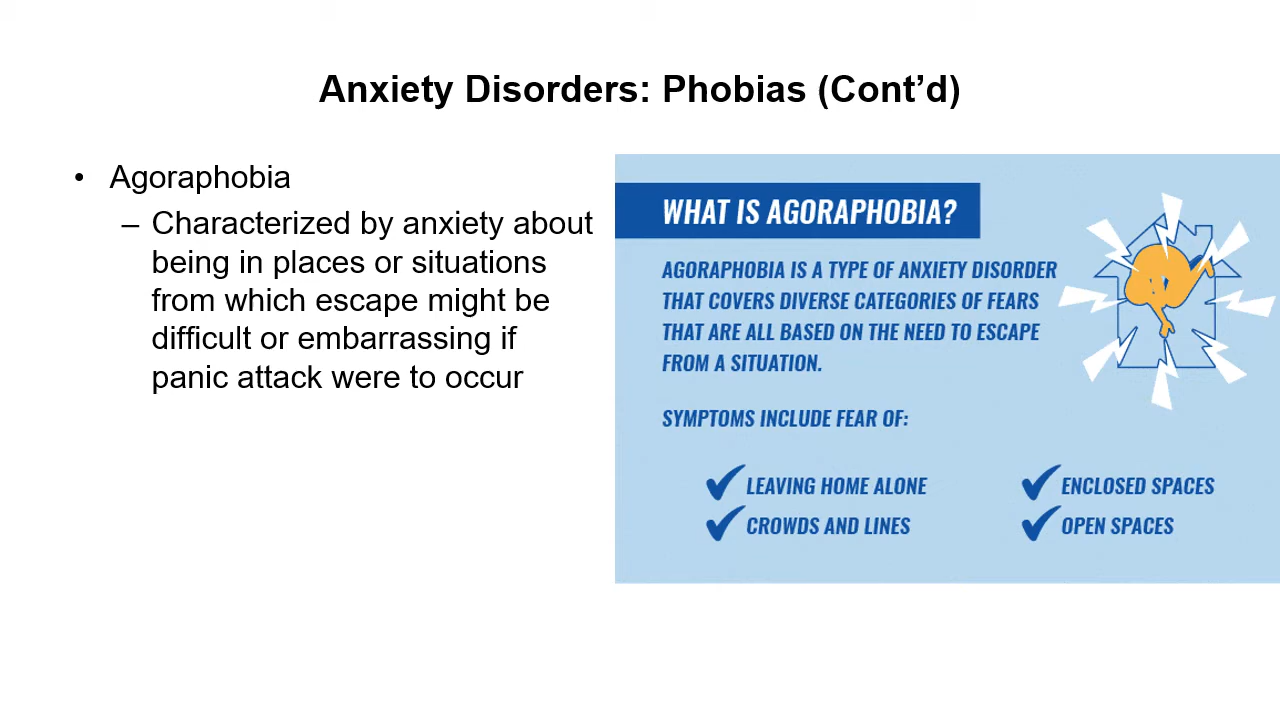 Anxiety Disorders: Phobias (Cont’d)
• Agoraphobia
– Characterized by anxiety about
being in places or situations
from which escape might be
difficult or embarrassing if
panic attack were to occur
WHAT IS AGORAPHOBIA?
AGORAPHOBIA IS A TYPE OF ANXIETY DISORDER
THAT COVERS DIVERSE CATEGORIES OF FEARS
THAT ARE ALL BASED ON THE NEED TO ESCAPE
FROM A SITUATION.
SYMPTOMS INCLUDE FEAR OF:
LEAVING HOME ALONE
CROWDS AND LINES
ENCLOSED SPACES
OPEN SPACES